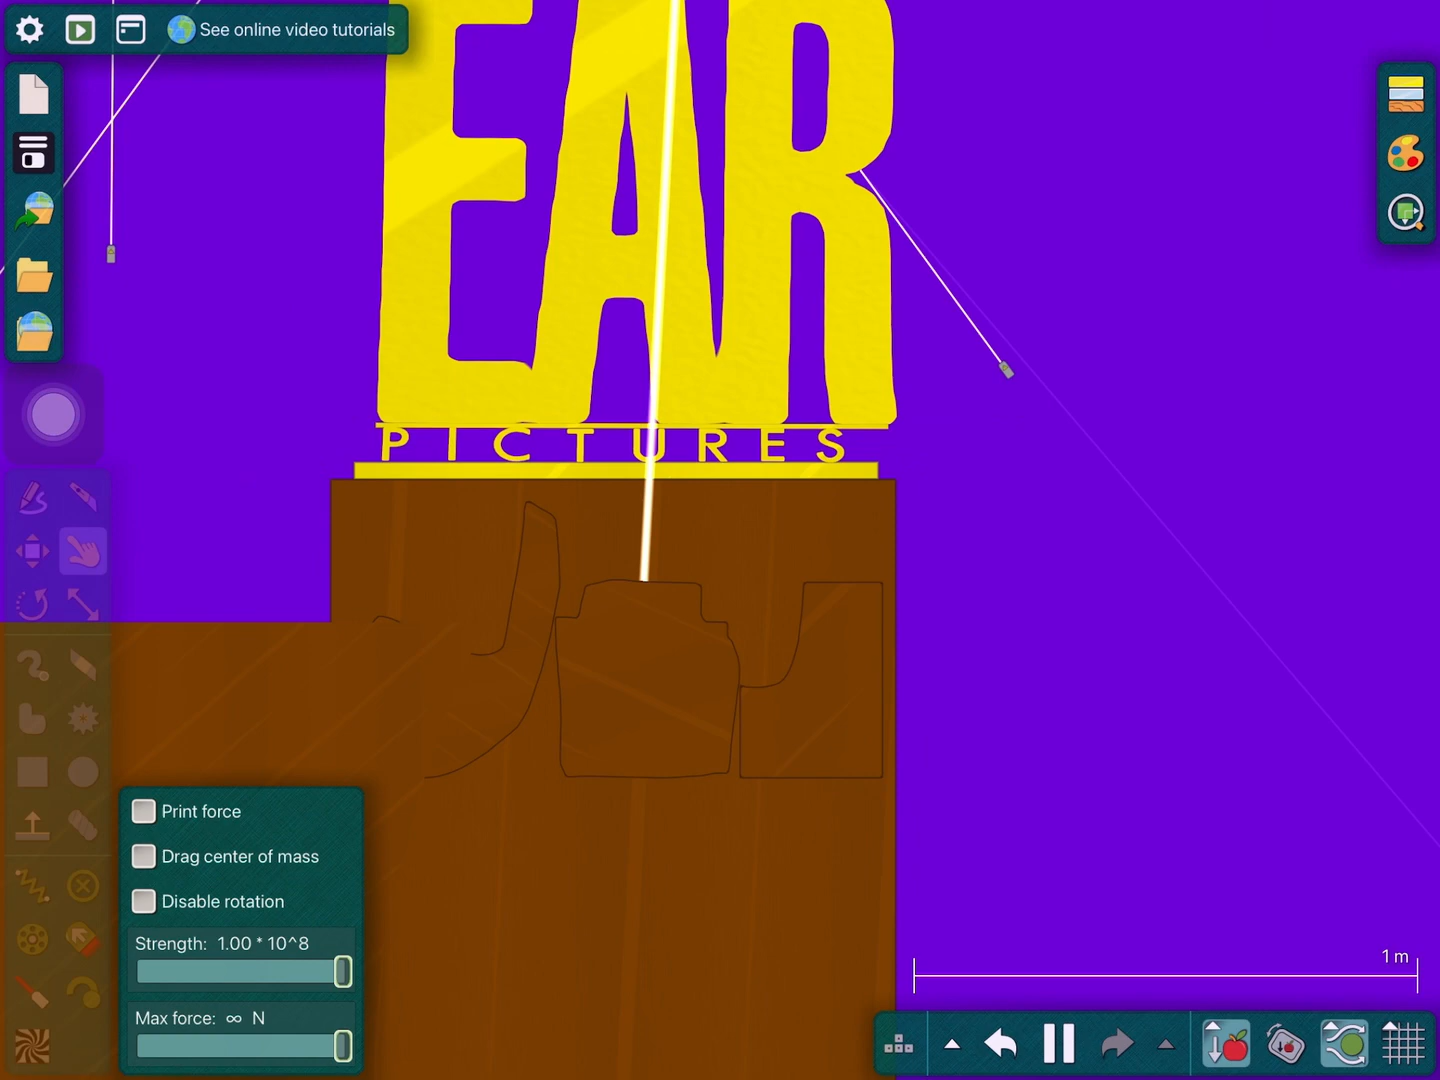 See online video tutorials
EAR
PICTURES
Print force
Drag center of mass
Disable rotation
Strength: 1.00 * 10^8
Max force: ∞ N
1 m